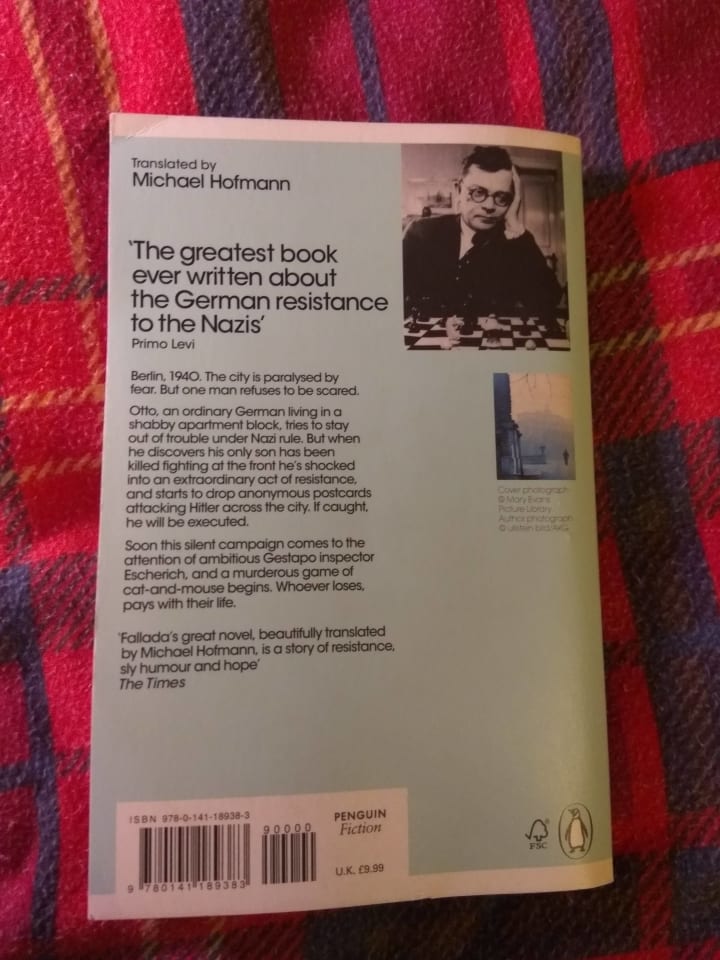 Translated by
Michael Hofmann
'The greatest book
ever written about
the German resistance
to the Nazis'
Primo Levi
Berlin, 1940. The city is paralysed by
fear. But one man refuses to be scared.
Otto, an ordinary German living in a
shabby apartment block, tries to stay
out of trouble under Nazi rule. But when
he discovers his only son has been
killed fighting at the front he's shocked
into an extraordinary act of resistance,
and starts to drop anonymous postcards
attacking Hitler across the city. If caught,
he will be executed.
Soon this silent campaign comes to the
attention of ambitious Gestapo inspector
Escherich, and a murderous game of
cat-and-mouse begins. Whoever loses,
pays with their life.
'Fallada's great novel, beautifully translated
by Michael Hofmann, is a story of resistance,
sly humour and hope'
The Times
Cover photograph
© Mary Evans
Picture Library
Author photograph
© ullstein bild/AKG
ISBN 978-0-141-18938-3
90000
9 780141 189383
PENGUIN
Fiction
U.K. £9.99
FSC